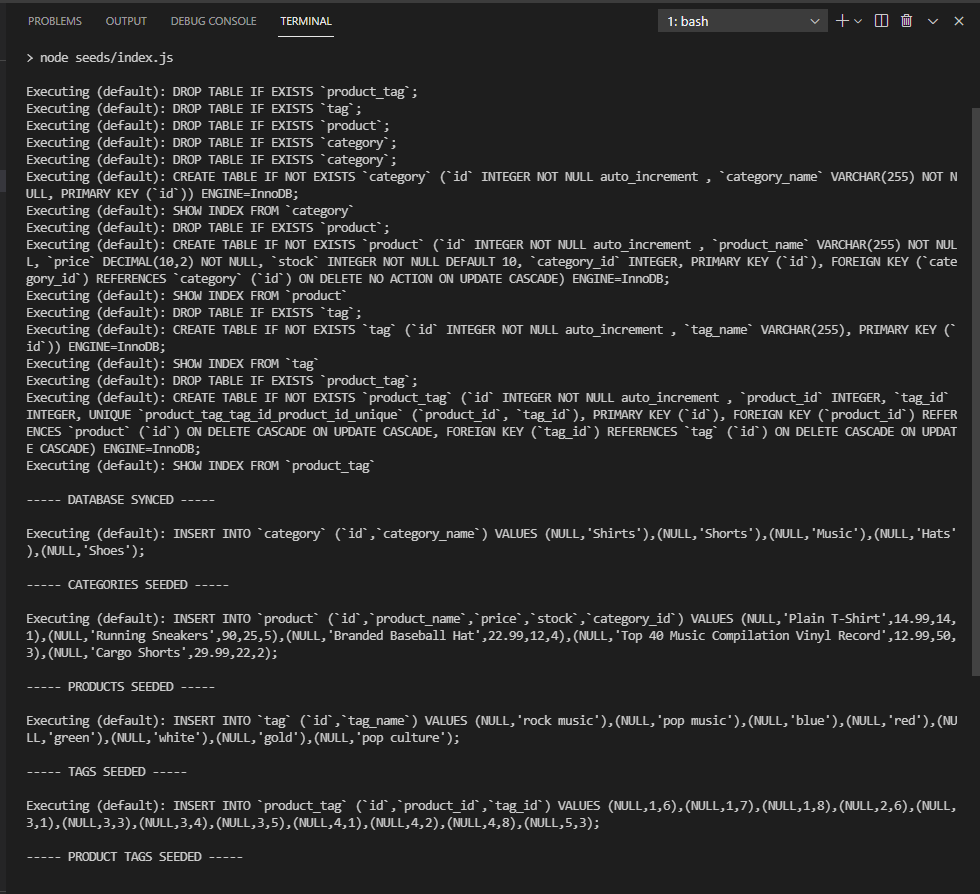 PROBLEMS OUTPUT DEBUG CONSOLE TERMINAL 1: bash
> node seeds/index.js
Executing (default): DROP TABLE IF EXISTS `product_tag`;
Executing (default): DROP TABLE IF EXISTS `tag`;
Executing (default): DROP TABLE IF EXISTS `product`;
Executing (default): DROP TABLE IF EXISTS `category`;
Executing (default): DROP TABLE IF EXISTS `category`;
Executing (default): CREATE TABLE IF NOT EXISTS `category` (`id` INTEGER NOT NULL auto_increment , `category_name` VARCHAR(255) NOT N
ULL, PRIMARY KEY (`id`)) ENGINE=InnoDB;
Executing (default): SHOW INDEX FROM `category`
Executing (default): DROP TABLE IF EXISTS `product`;
Executing (default): CREATE TABLE IF NOT EXISTS `product` (`id` INTEGER NOT NULL auto_increment , `product_name` VARCHAR(255) NOT NUL
L, `price` DECIMAL(10,2) NOT NULL, `stock` INTEGER NOT NULL DEFAULT 10, `category_id` INTEGER, PRIMARY KEY (`id`), FOREIGN KEY (`cate
gory_id`) REFERENCES `category` (`id`) ON DELETE NO ACTION ON UPDATE CASCADE) ENGINE=InnoDB;
Executing (default): SHOW INDEX FROM `product`
Executing (default): DROP TABLE IF EXISTS `tag`;
Executing (default): CREATE TABLE IF NOT EXISTS `tag` (`id` INTEGER NOT NULL auto_increment , `tag_name` VARCHAR(255), PRIMARY KEY (`
id`)) ENGINE=InnoDB;
Executing (default): SHOW INDEX FROM `tag`
Executing (default): DROP TABLE IF EXISTS `product_tag`;
Executing (default): CREATE TABLE IF NOT EXISTS `product_tag` (`id` INTEGER NOT NULL auto_increment , `product_id` INTEGER, `tag_id`
INTEGER, UNIQUE `product_tag_tag_id_product_id_unique` (`product_id`, `tag_id`), PRIMARY KEY (`id`), FOREIGN KEY (`product_id`) REFER
ENCES `product` (`id`) ON DELETE CASCADE ON UPDATE CASCADE, FOREIGN KEY (`tag_id`) REFERENCES `tag` (`id`) ON DELETE CASCADE ON UPDAT
E CASCADE) ENGINE=InnoDB;
Executing (default): SHOW INDEX FROM `product_tag`
----- DATABASE SYNCED -----
Executing (default): INSERT INTO `category` (`id`,`category_name`) VALUES (NULL,'Shirts'),(NULL,'Shorts'),(NULL,'Music'),(NULL,'Hats'
),(NULL,'Shoes');
----- CATEGORIES SEEDED -----
Executing (default): INSERT INTO `product` (`id`,`product_name`,`price`,`stock`,`category_id`) VALUES (NULL,'Plain T-Shirt',14.99,14,
1),(NULL,'Running Sneakers',90,25,5),(NULL,'Branded Baseball Hat',22.99,12,4),(NULL,'Top 40 Music Compilation Vinyl Record',12.99,50,
3),(NULL,'Cargo Shorts',29.99,22,2);
----- PRODUCTS SEEDED -----
Executing (default): INSERT INTO `tag` (`id`,`tag_name`) VALUES (NULL,'rock music'),(NULL,'pop music'),(NULL,'blue'),(NULL,'red'),(NU
LL,'green'),(NULL,'white'),(NULL,'gold'),(NULL,'pop culture');
----- TAGS SEEDED -----
Executing (default): INSERT INTO `product_tag` (`id`,`product_id`,`tag_id`) VALUES (NULL,1,6),(NULL,1,7),(NULL,1,8),(NULL,2,6),(NULL,
3,1),(NULL,3,3),(NULL,3,4),(NULL,3,5),(NULL,4,1),(NULL,4,2),(NULL,4,8),(NULL,5,3);
----- PRODUCT TAGS SEEDED -----